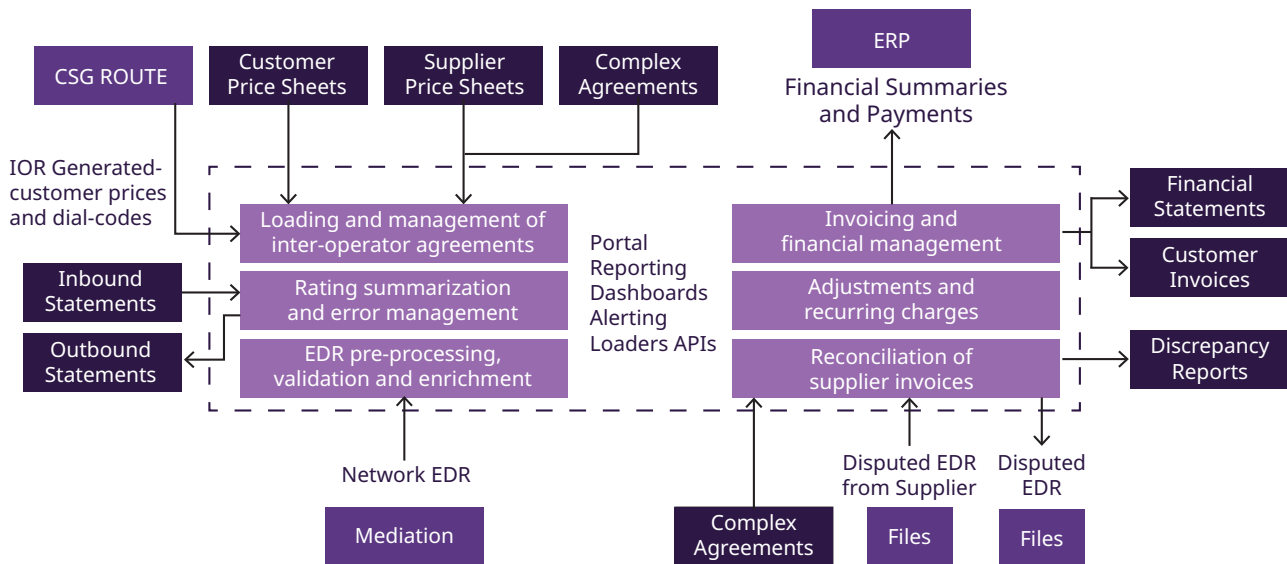 CSG ROUTE
Customer
Price Sheets
Supplier
Price Sheets
Complex
Agreements
ERP
Financial Summaries
and Payments
IOR Generated-
customer prices
and dial-codes
Loading and management of
inter-operator agreements
Inbound
Statements
Rating summarization
and error management
Outbound
Statements
EDR pre-processing,
validation and enrichment
Portal
Reporting
Dashboards
Alerting
Loaders APIs
Invoicing and
financial management
Adjustments and
recurring charges
Reconciliation of
supplier invoices
Financial
Statements
Customer
Invoices
Discrepancy
Reports
Network EDR
Mediation
Complex
Agreements
Disputed EDR
from Supplier
Files
Disputed
EDR
Files